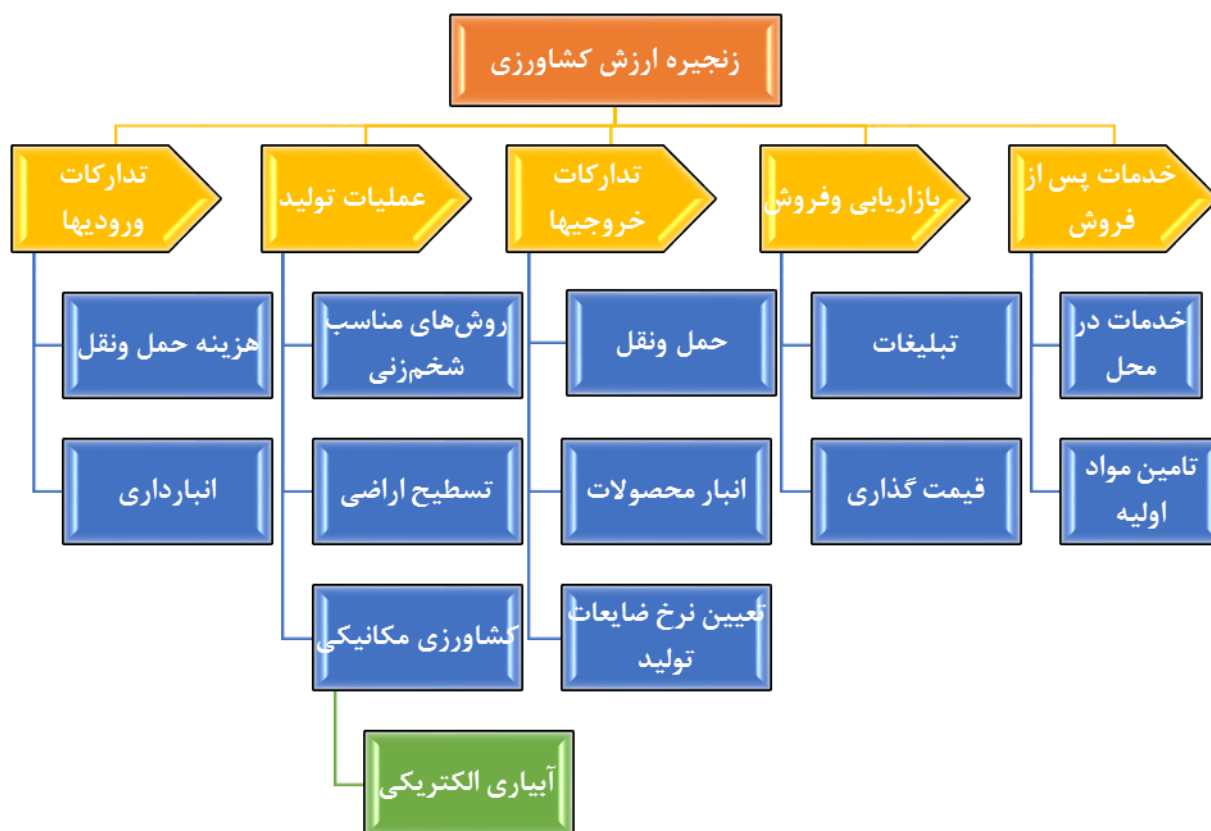 زنجیره ارزش کشاورزی
تدارکات
ورودیها
عملیات تولید
تدارکات
خروجیها
بازاریابی وفروش
خدمات پس از
فروش
هزینه حمل ونقل
انبارداری
روش‌های مناسب
شخم‌زنی
تسطیح اراضی
کشاورزی مکانیکی
آبیاری الکتریکی
حمل ونقل
انبار محصولات
تعیین نرخ ضایعات
تولید
تبلیغات
قیمت گذاری
خدمات در
محل
تامین مواد
اولیه